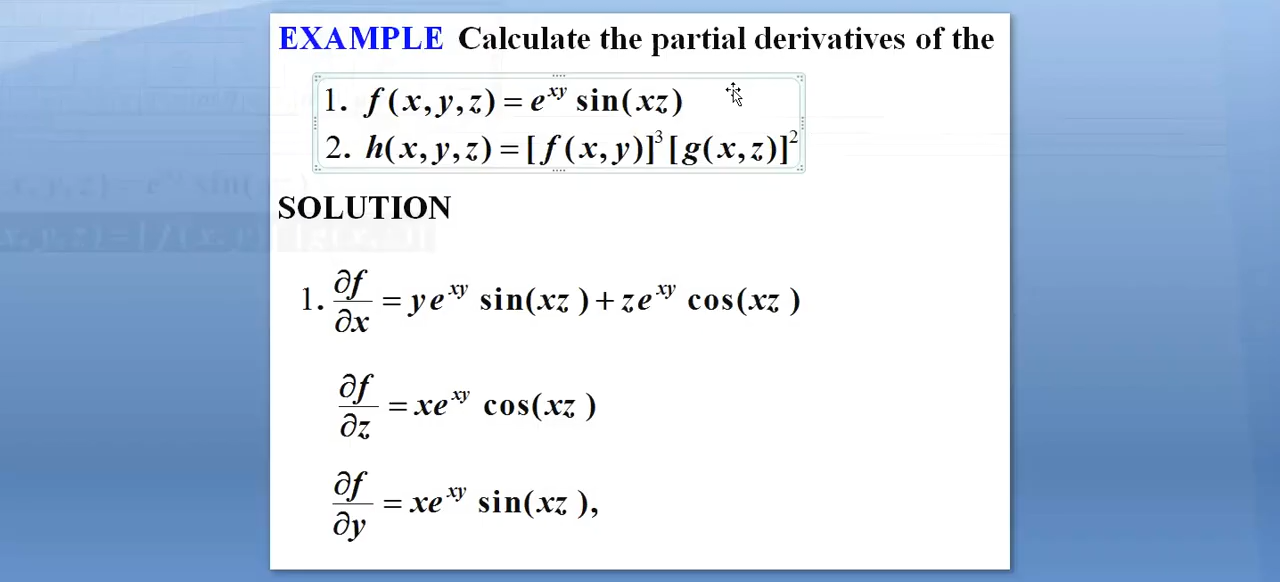 EXAMPLE Calculate the partial derivatives of the
1. f(x,y,z) = e^{xy} sin(xz)
2. h(x,y,z) = [f(x,y)]^3 [g(x,z)]^2
SOLUTION
1. ∂f/∂x = ye^{xy} sin(xz ) + ze^{xy} cos(xz )
∂f/∂z = xe^{xy} cos(xz )
∂f/∂y = xe^{xy} sin(xz ),